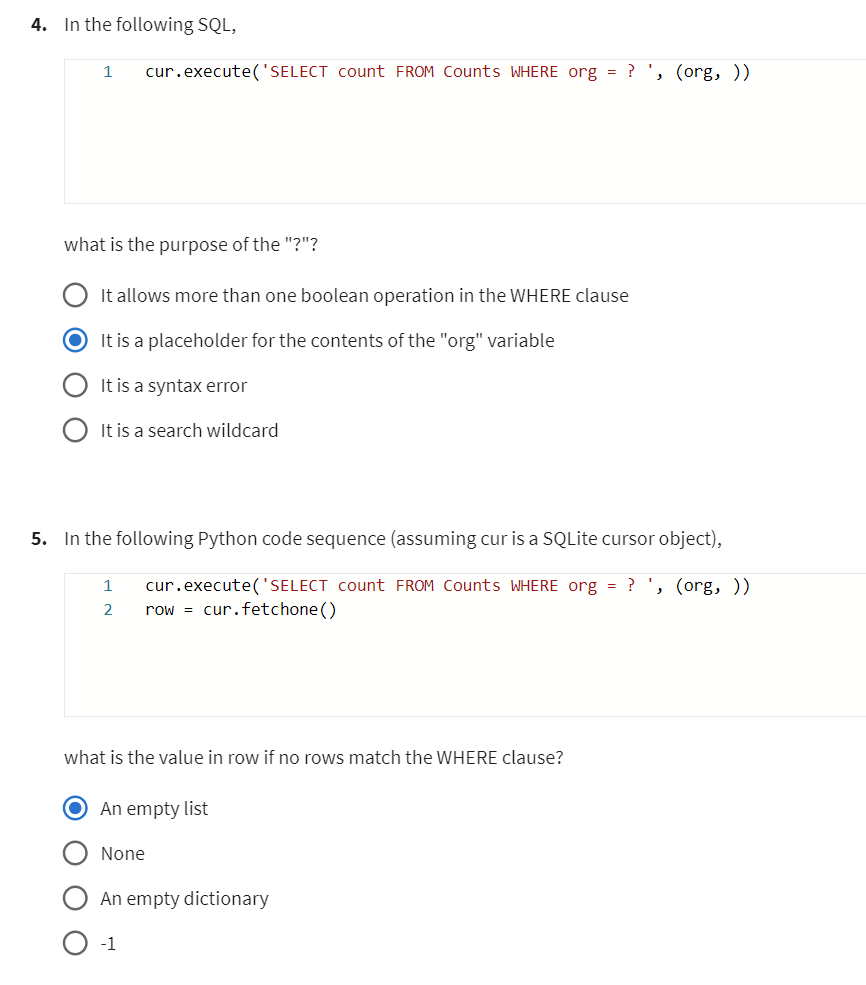 4. In the following SQL,
1 cur.execute('SELECT count FROM Counts WHERE org = ? ', (org, ))
what is the purpose of the "?"?
It allows more than one boolean operation in the WHERE clause
It is a placeholder for the contents of the "org" variable
It is a syntax error
It is a search wildcard
5. In the following Python code sequence (assuming cur is a SQLite cursor object),
1 cur.execute('SELECT count FROM Counts WHERE org = ? ', (org, ))
2 row = cur.fetchone()
what is the value in row if no rows match the WHERE clause?
An empty list
None
An empty dictionary
-1